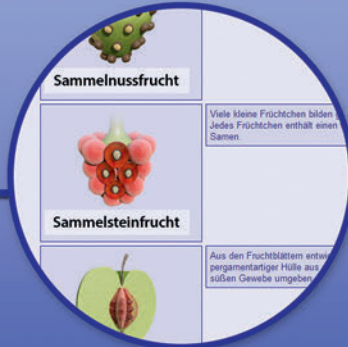 Sammelnussfrucht
Viele kleine Früchtchen bilden
Jedes Früchtchen enthält einen
Samen.
Sammelsteinfrucht
Aus den Fruchtblättern
pergamentartiger Hülle aus
süßen Gewebe umgeben